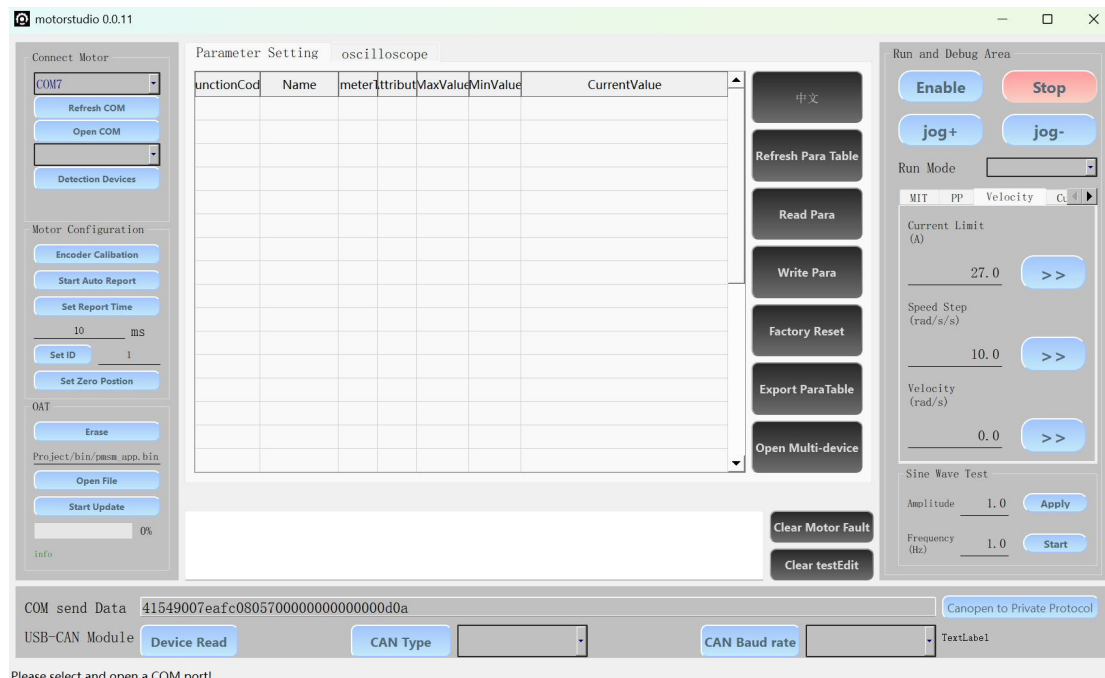 motorstudio 0.0.11
Connect Motor
COM7
Refresh COM
Open COM
Detection Devices
Motor Configuration
Encoder Calibation
Start Auto Report
Set Report Time
10 ms
Set ID 1
Set Zero Postion
OAT
Erase
Project/bin/pmsm_app.bin
Open File
Start Update
0%
info
Parameter Setting oscilloscope
unctionCod Name meterT ttribut MaxValue MinValue CurrentValue
中文
Refresh Para Table
Read Para
Write Para
Factory Reset
Export ParaTable
Open Multi-device
Clear Motor Fault
Clear testEdit
Run and Debug Area
Enable Stop
jog+ jog-
Run Mode
MIT PP Velocity Cu
Current Limit
(A)
27.0 >>
Speed Step
(rad/s/s)
10.0 >>
Velocity
(rad/s)
0.0 >>
Sine Wave Test
Amplitude 1.0 Apply
Frequency
(Hz) 1.0 Start
COM send Data 41549007eafc080570000000000000000d0a
Canopen to Private Protocol
USB-CAN Module Device Read CAN Type CAN Baud rate TextLabel
Please select and open a COM port!